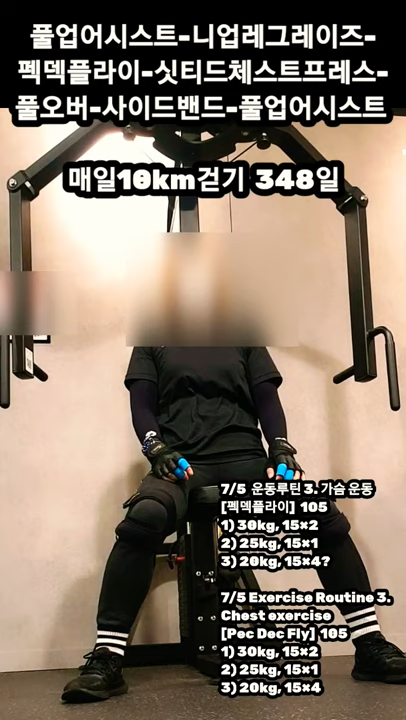 풀업어시스트-니업레그레이즈-
펙덱플라이-싯티드체스트프레스-
풀오버-사이드밴드-풀업어시스트
매일10km걷기 348일
7/5 운동루틴 3. 가슴 운동
[펙덱플라이] 105
1) 30kg, 15×2
2) 25kg, 15×1
3) 20kg, 15×4?
7/5 Exercise Routine 3.
Chest exercise
[Pec Dec Fly] 105
1) 30kg, 15×2
2) 25kg, 15×1
3) 20kg, 15×4